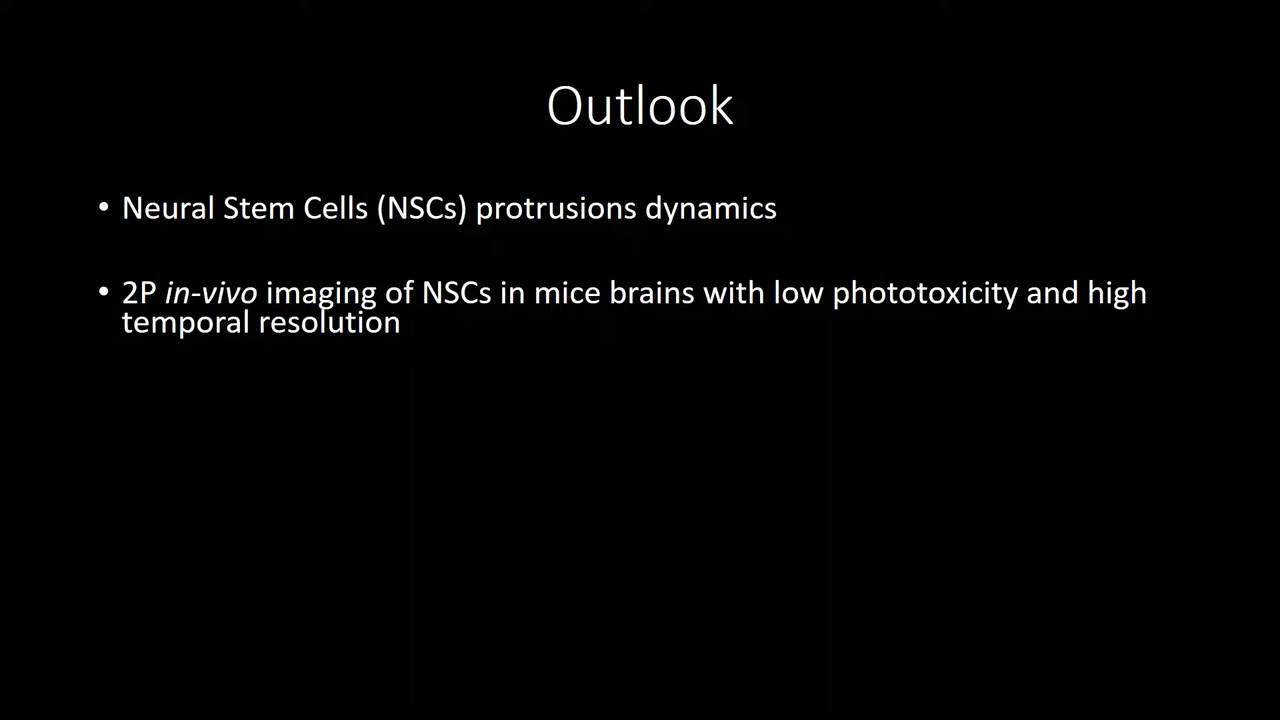 Outlook
• Neural Stem Cells (NSCs) protrusions dynamics
• 2P in-vivo imaging of NSCs in mice brains with low phototoxicity and high
temporal resolution